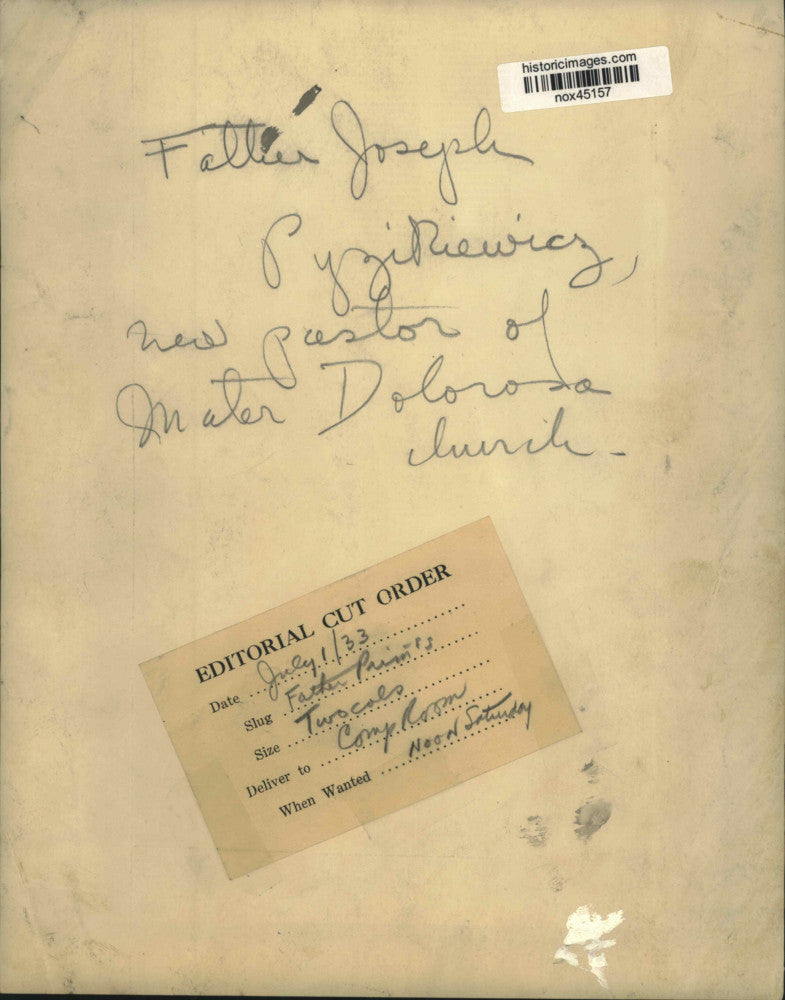 historicimages.com
nox45157
Father Joseph
Pyzikiewicz,
new pastor of
Mater Dolorosa
church -
EDITORIAL CUT ORDER
Date July 1/33
Slug Father
Size Two cols
Deliver to Comp Room
When Wanted NOON Saturday